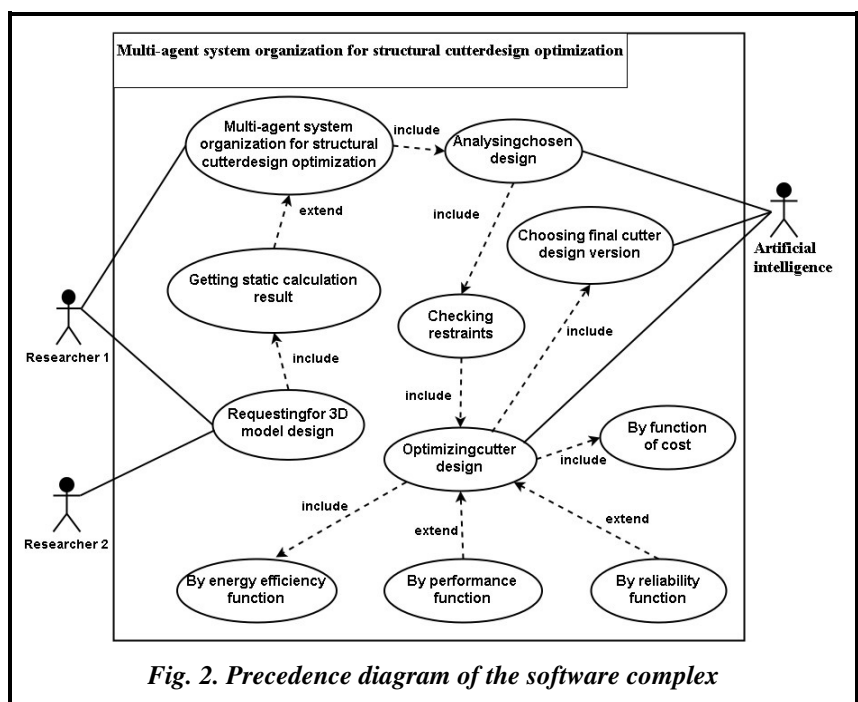 Multi-agent system organization for structural cutterdesign optimization
Multi-agent system
organization for structural
cutterdesign optimization
include
Analysingchosen
design
extend
include
Choosing final cutter
design version
Artificial
intelligence
Getting static calculation
result
Checking
restraints
include
Researcher 1
include
include
Requestingfor 3D
model design
Optimizingcutter
design
By function
of cost
include
Researcher 2
include
extend
extend
By energy efficiency
function
By performance
function
By reliability
function
Fig. 2. Precedence diagram of the software complex